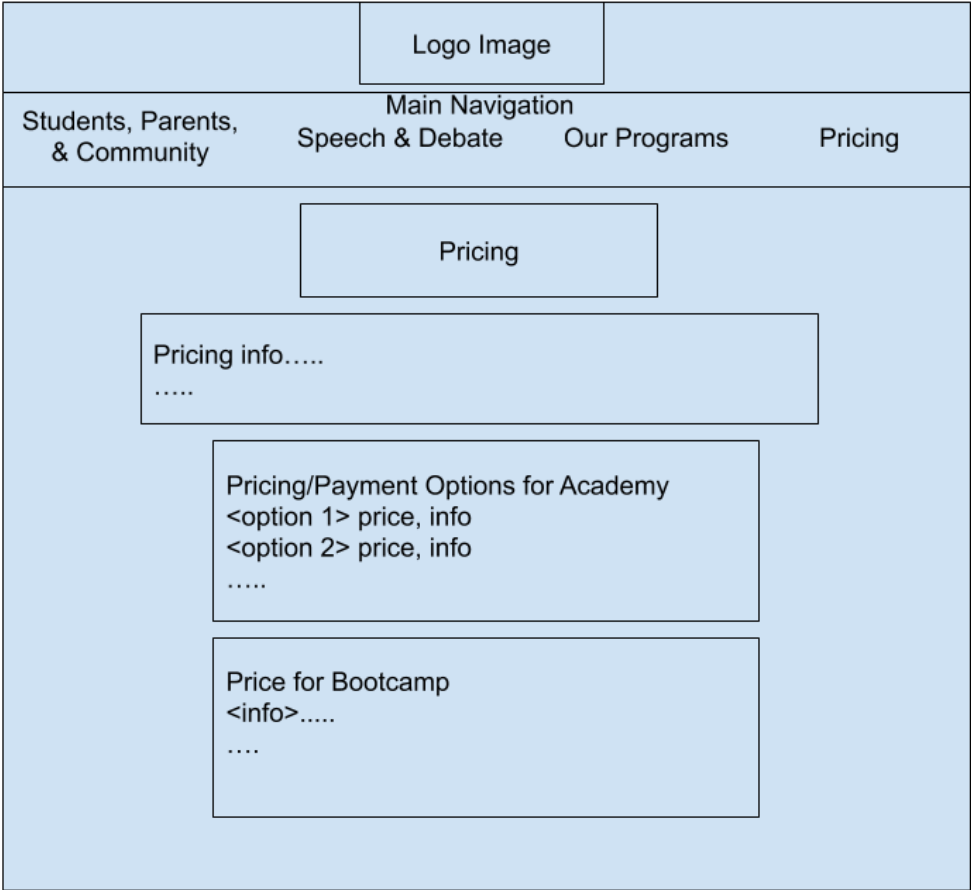 Logo Image
Main Navigation
Students, Parents,
& Community
Speech & Debate
Our Programs
Pricing
Pricing
Pricing info…..
…..
Pricing/Payment Options for Academy
<option 1> price, info
<option 2> price, info
…..
Price for Bootcamp
<info>.....
….